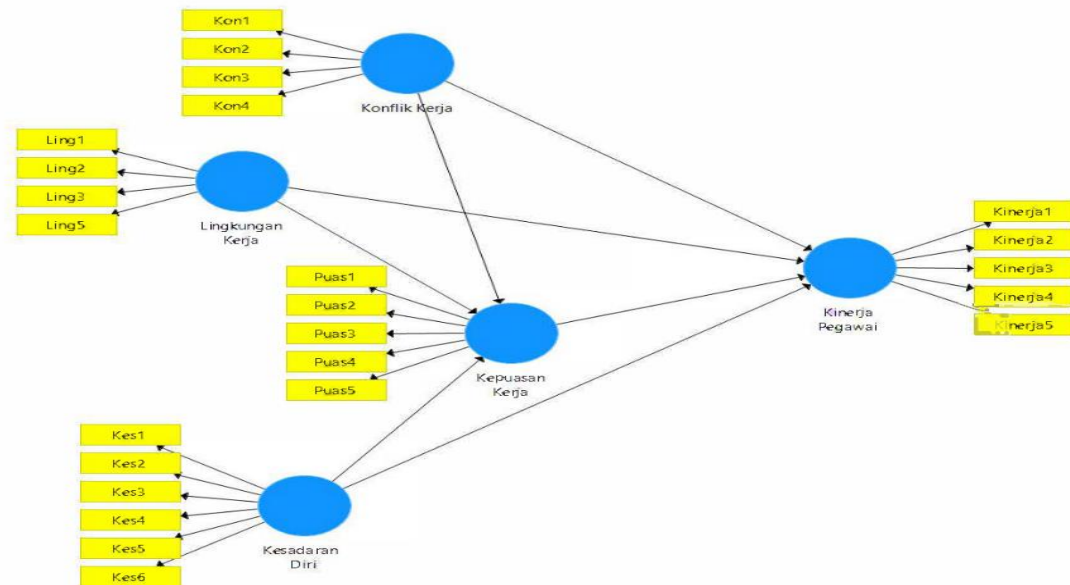 Kon1
Kon2
Kon3
Kon4
Konflik Kerja
Ling1
Ling2
Ling3
Ling5
Lingkungan
Kerja
Puas1
Puas2
Puas3
Puas4
Puas5
Kepuasan
Kerja
Kinerja1
Kinerja2
Kinerja3
Kinerja4
Kinerja5
Kinerja
Pegawai
Kes1
Kes2
Kes3
Kes4
Kes5
Kes6
Kesadaran
Diri